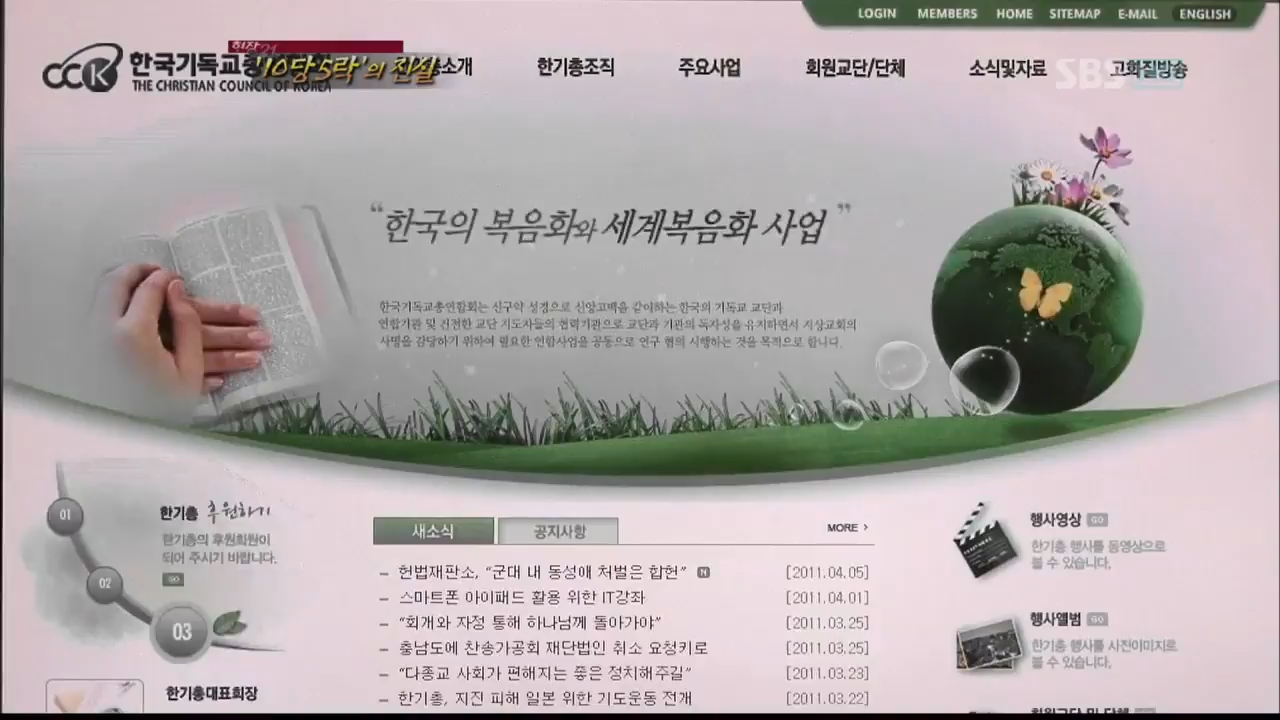 LOGIN MEMBERS HOME SITEMAP E-MAIL ENGLISH
CCK 한국기독교총
THE CHRISTIAN COUNCIL OF KOREA
'10당5락'의 진실
소개 한기총조직 주요사업 회원교단/단체 소식및자료 고화질방송
SBS
“한국의 복음화와 세계복음화 사업”
한국기독교총연합회는 신구약 성경으로 신앙고백을 같이하는 한국의 기독교 교단과
연합기관 및 건전한 교단 지도자들의 협력기관으로 교단과 기관의 독자성을 유지하면서 지상교회의
사명을 감당하기 위하여 필요한 연합사업을 공동으로 연구 협의 시행하는 것을 목적으로 합니다.
01
한기총 후원하기
한기총의 후원회원이
되어 주시기 바랍니다.
GO
02
03
한기총대표회장
새소식 공지사항 MORE >
– 헌법재판소, “군대 내 동성애 처벌은 합헌” N [2011.04.05]
– 스마트폰 아이패드 활용 위한 IT강좌 [2011.04.01]
– “회개와 자정 통해 하나님께 돌아가야” [2011.03.25]
– 충남도에 찬송가공회 재단법인 취소 요청키로 [2011.03.25]
– “다종교 사회가 편해지는 좋은 정치해주길” [2011.03.23]
– 한기총, 지진 피해 일본 위한 기도운동 전개 [2011.03.22]
행사영상 GO
한기총 행사를 동영상으로
볼 수 있습니다.
행사앨범 GO
한기총 행사를 사진이미지로
볼 수 있습니다.
회원교단 및 단체